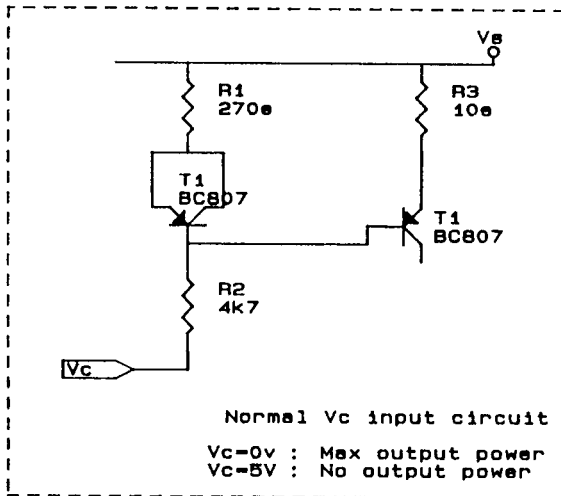 Vs
R1
270e
R3
10e
T1
BC807
T1
BC807
R2
4k7
Vc
Normal Vc input circuit
Vc=0v : Max output power
Vc=5V : No output power